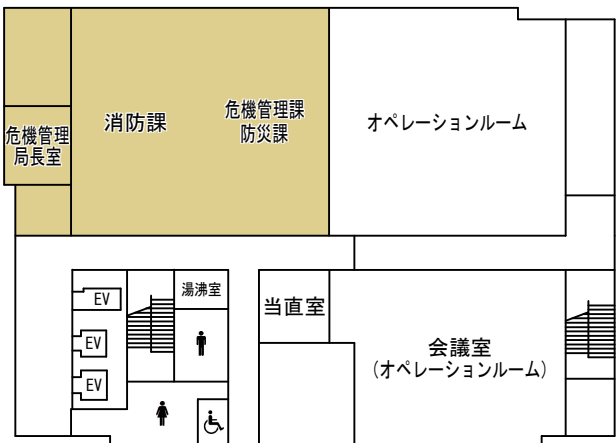 消防課
危機管理課
防災課
オペレーションルーム
危機管理
局長室
EV
EV
EV
湯沸室
当直室
会議室
(オペレーションルーム)